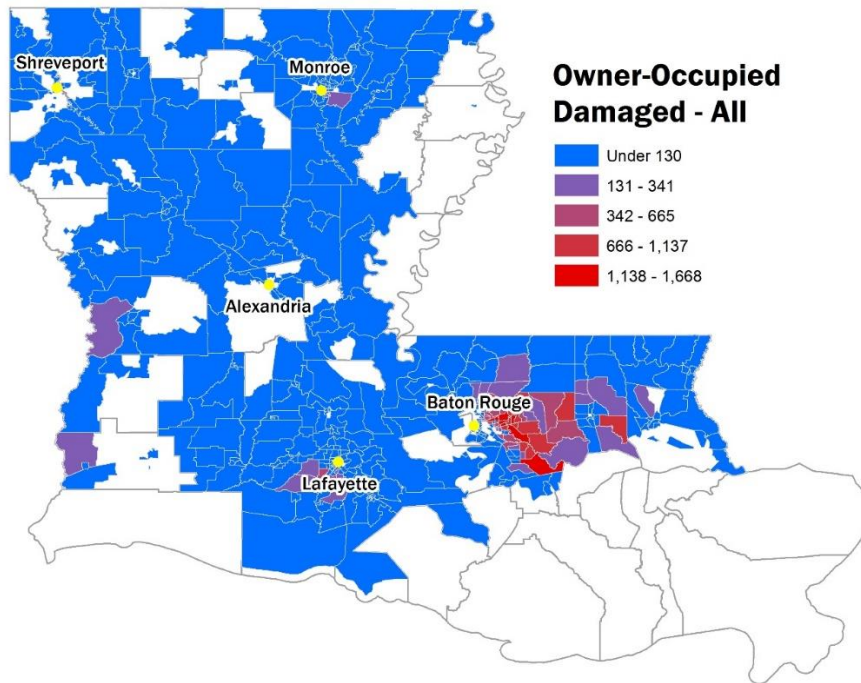 Shreveport
Monroe
Owner-Occupied
Damaged - All
Under 130
131 - 341
342 - 665
666 - 1,137
1,138 - 1,668
Alexandria
Baton Rouge
Lafayette